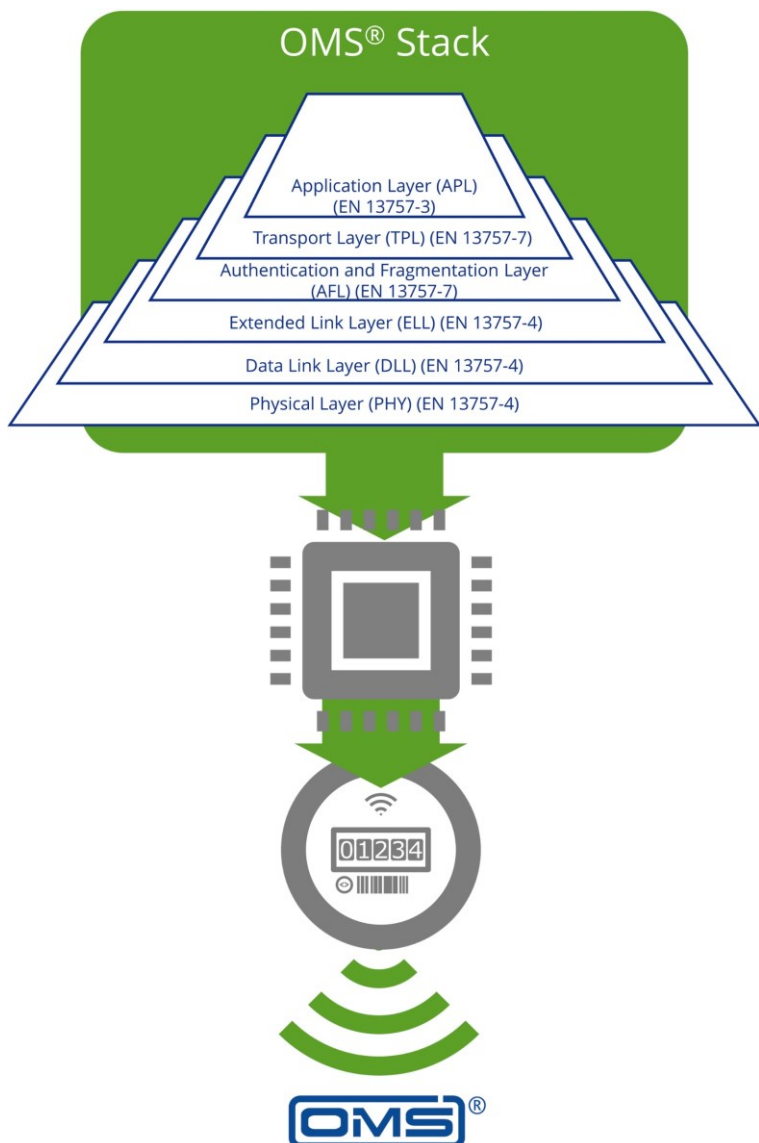 OMS® Stack
Application Layer (APL)
(EN 13757-3)
Transport Layer (TPL) (EN 13757-7)
Authentication and Fragmentation Layer
(AFL) (EN 13757-7)
Extended Link Layer (ELL) (EN 13757-4)
Data Link Layer (DLL) (EN 13757-4)
Physical Layer (PHY) (EN 13757-4)
01234
OMS®